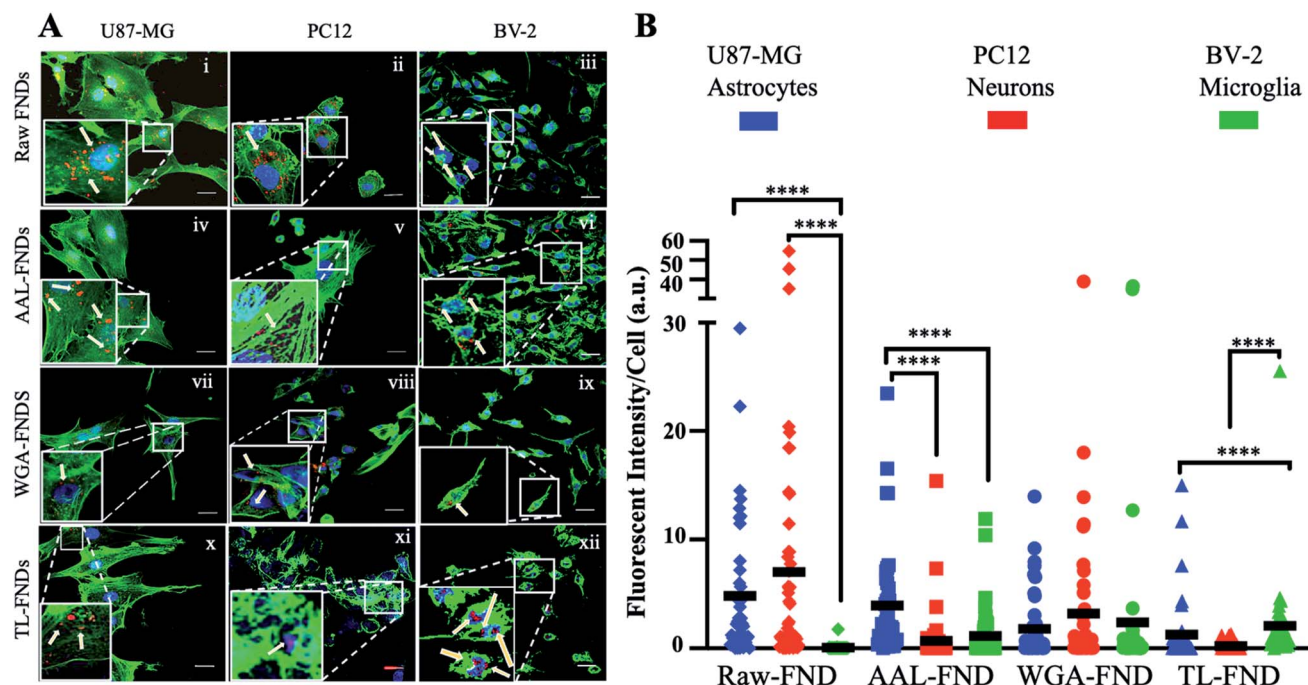 A
U87-MG
PC12
BV-2
Raw FNDs
i
ii
iii
AAL-FNDs
iv
v
vi
WGA-FNDS
vii
viii
ix
TL-FNDs
x
xi
xii
B
U87-MG
Astrocytes
PC12
Neurons
BV-2
Microglia
Fluorescent Intensity/Cell (a.u.)
60
50
40
30
20
10
0
****
****
****
****
****
****
Raw-FND
AAL-FND
WGA-FND
TL-FND